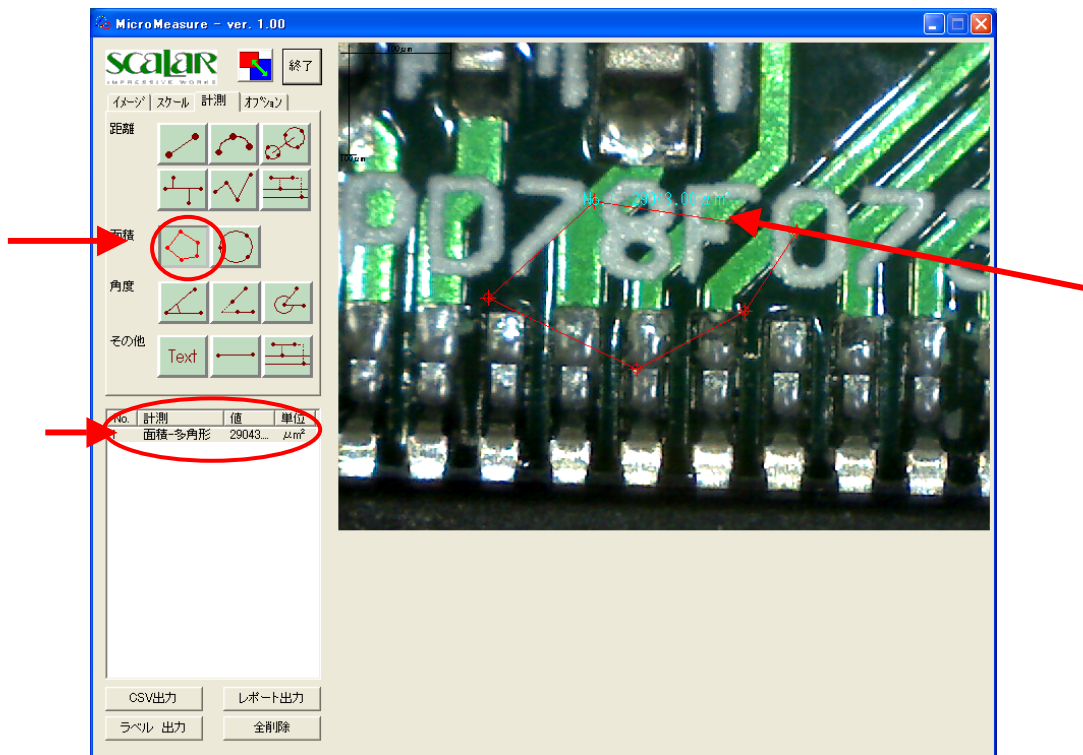 MicroMeasure - ver. 1.00
scalar
IMPRESSIVE WORKS
終了
イメージ スケール 計測 オプション
距離
面積
角度
その他
Text
No. 計測 値 単位
1 面積-多角形 29043... μm²
CSV出力 レポート出力
ラベル 出力 全削除
100μm
100μm
PD78F073